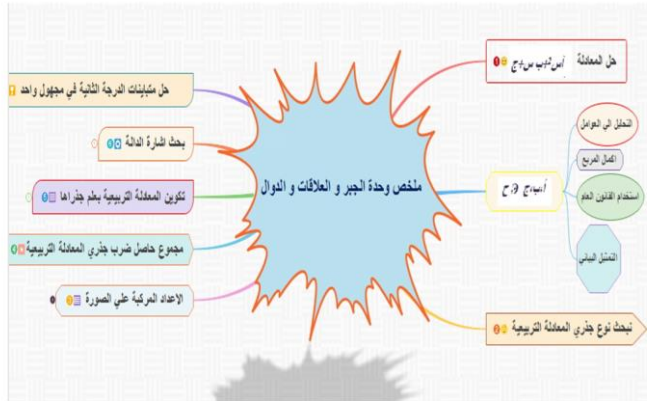 ملخص وحدة الجبر و العلاقات و الدوال
حل المعادلة
أ،ب،ج
التحليل الي العوامل
اكمال المربع
استخدام القانون العام
التمثيل البياني
نبحث نوع جذري المعادلة التربيعية
حل متباينات الدرجة الثانية في مجهول واحد
بحث اشارة الدالة
تكوين المعادلة التربيعية بعلم جذراها
مجموع حاصل ضرب جذري المعادلة التربيعية
الاعداد المركبة علي الصورة